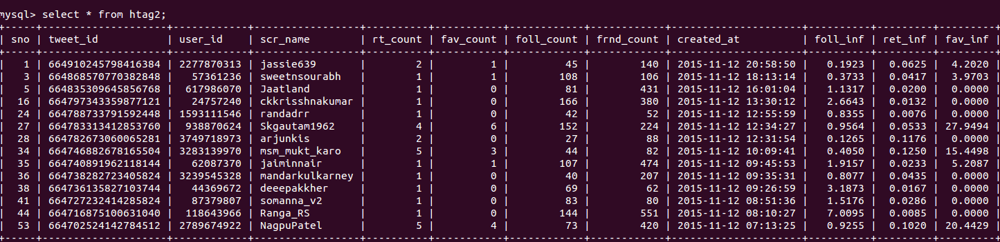 mysql> select * from htag2;
+-----+--------------------+------------+----------------+----------+-----------+------------+------------+---------------------+----------+---------+---------+
| sno | tweet_id           | user_id    | scr_name       | rt_count | fav_count | foll_count | frnd_count | created_at          | foll_inf | ret_inf | fav_inf |
+-----+--------------------+------------+----------------+----------+-----------+------------+------------+---------------------+----------+---------+---------+
|   1 | 664910245798416384 | 2277870313 | jassie639      |        2 |         1 |         45 |        140 | 2015-11-12 20:58:50 |   0.1923 |  0.0625 |  4.2020 |
|   3 | 664868570770382848 |   57361236 | sweetnsourabh  |        1 |         1 |        108 |        106 | 2015-11-12 18:13:14 |   0.3733 |  0.0417 |  3.9703 |
|   5 | 664835309645856768 |  617986070 | Jaatland       |        1 |         0 |         81 |        431 | 2015-11-12 16:01:04 |   1.1317 |  0.0200 |  0.0000 |
|  16 | 664797343359877121 |   24757240 | ckkrisshnakumar |        1 |         0 |        166 |        380 | 2015-11-12 13:30:12 |   2.6643 |  0.0132 |  0.0000 |
|  24 | 664788733791592448 | 1593111546 | randadrr       |        1 |         0 |         42 |         52 | 2015-11-12 12:55:59 |   0.8355 |  0.0076 |  0.0000 |
|  27 | 664783313412853760 |  938870624 | Skgautam1962   |        4 |         6 |        152 |        224 | 2015-11-12 12:34:27 |   0.9564 |  0.0533 | 27.9494 |
|  28 | 664782673060065281 | 3749718973 | arjunkis       |        2 |         0 |         27 |         88 | 2015-11-12 12:31:54 |   0.1265 |  0.1176 |  0.0000 |
|  34 | 664746882678165504 | 3283139970 | msm_mukt_karo  |        5 |         3 |         44 |         82 | 2015-11-12 10:09:41 |   0.4050 |  0.1250 | 15.4498 |
|  35 | 664740891962118144 |   62087370 | jaiminnair     |        1 |         1 |        107 |        474 | 2015-11-12 09:45:53 |   1.9157 |  0.0233 |  5.2087 |
|  36 | 664738282723405824 | 3239545328 | mandarkulkarney |        1 |         0 |         40 |        207 | 2015-11-12 09:35:31 |   0.8077 |  0.0435 |  0.0000 |
|  38 | 664736135827103744 |   44369672 | deeepakkher    |        1 |         0 |         69 |         62 | 2015-11-12 09:26:59 |   3.1873 |  0.0167 |  0.0000 |
|  41 | 664727232414285824 |   87379807 | somanna_v2     |        1 |         0 |         83 |         80 | 2015-11-12 08:51:36 |   1.5176 |  0.0286 |  0.0000 |
|  44 | 664716875100631040 |  118643966 | Ranga_RS       |        1 |         0 |        144 |        551 | 2015-11-12 08:10:27 |   7.0095 |  0.0085 |  0.0000 |
|  53 | 664702524142784512 | 2789674922 | NagpuPatel     |        5 |         4 |         73 |        420 | 2015-11-12 07:13:25 |   0.9255 |  0.1020 | 20.4429 |
+-----+--------------------+------------+----------------+----------+-----------+------------+------------+---------------------+----------+---------+---------+